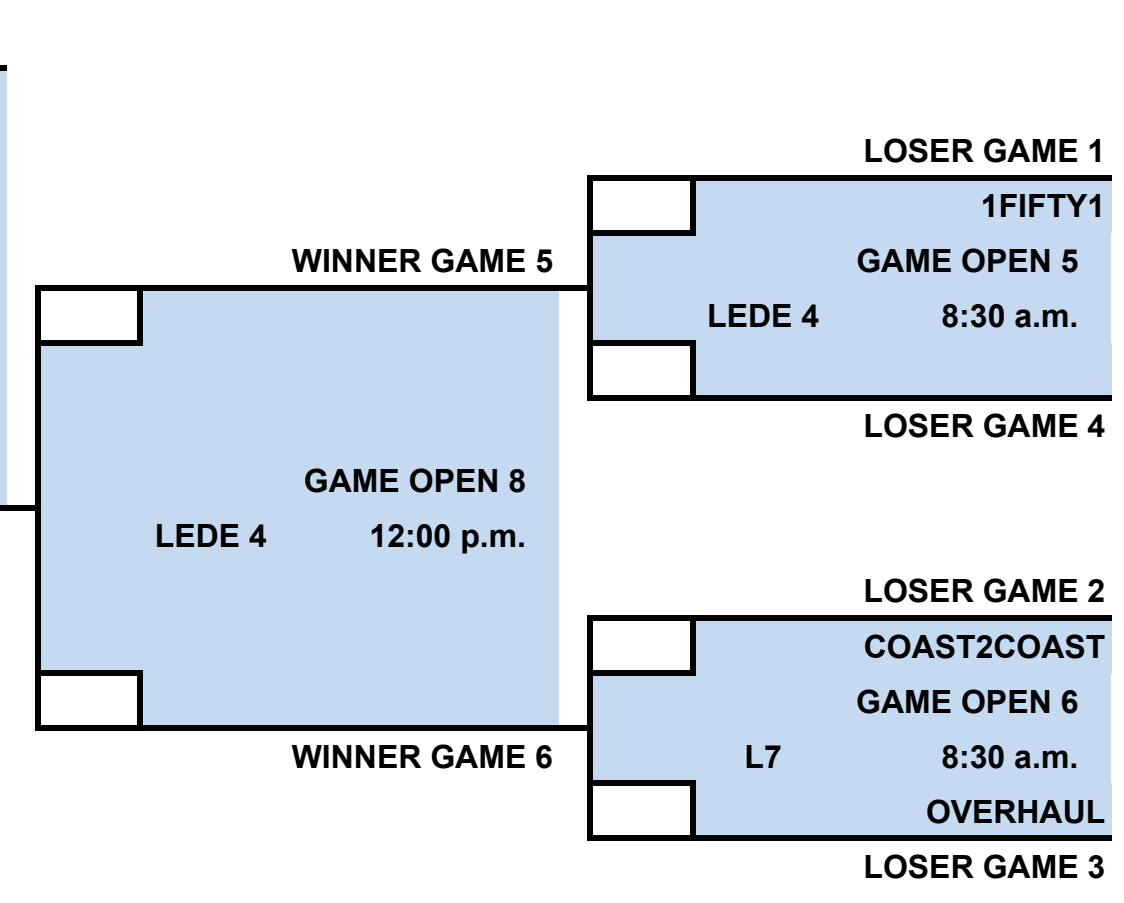 LOSER GAME 1
1FIFTY1
WINNER GAME 5
GAME OPEN 5
LEDE 4 8:30 a.m.
LOSER GAME 4
GAME OPEN 8
LEDE 4 12:00 p.m.
LOSER GAME 2
COAST2COAST
GAME OPEN 6
WINNER GAME 6
L7 8:30 a.m.
OVERHAUL
LOSER GAME 3